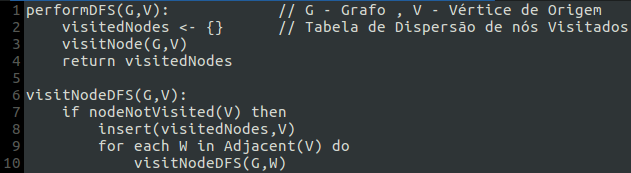 1 performDFS(G,V):             // G - Grafo , V - Vértice de Origem
2     visitedNodes <- {}       // Tabela de Dispersão de nós Visitados
3     visitNode(G,V)
4     return visitedNodes
5
6 visitNodeDFS(G,V):
7     if nodeNotVisited(V) then
8         insert(visitedNodes,V)
9         for each W in Adjacent(V) do
10             visitNodeDFS(G,W)